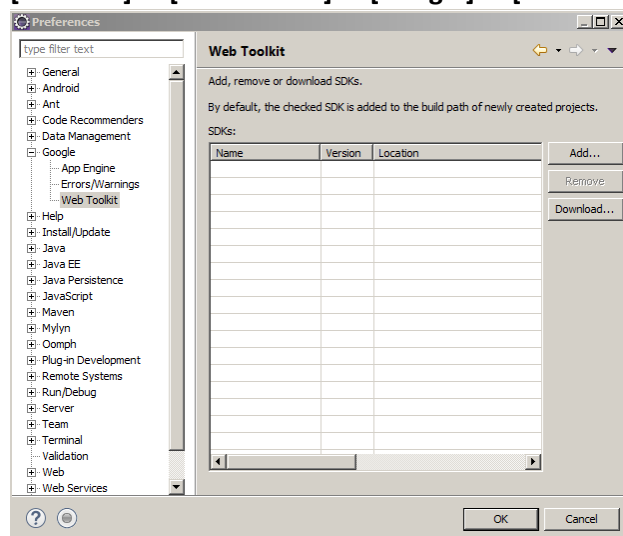 Preferences
type filter text
General
Android
Ant
Code Recommenders
Data Management
Google
App Engine
Errors/Warnings
Web Toolkit
Help
Install/Update
Java
Java EE
Java Persistence
JavaScript
Maven
Mylyn
Oomph
Plug-in Development
Remote Systems
Run/Debug
Server
Team
Terminal
Validation
Web
Web Services
Web Toolkit
Add, remove or download SDKs.
By default, the checked SDK is added to the build path of newly created projects.
SDKs:
Name Version Location
Add...
Remove
Download...
OK Cancel